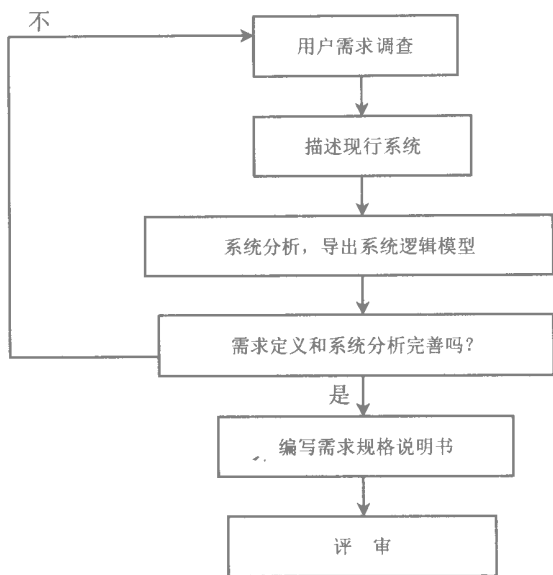 不
用户需求调查
描述现行系统
系统分析，导出系统逻辑模型
需求定义和系统分析完善吗？
是
编写需求规格说明书
评 审